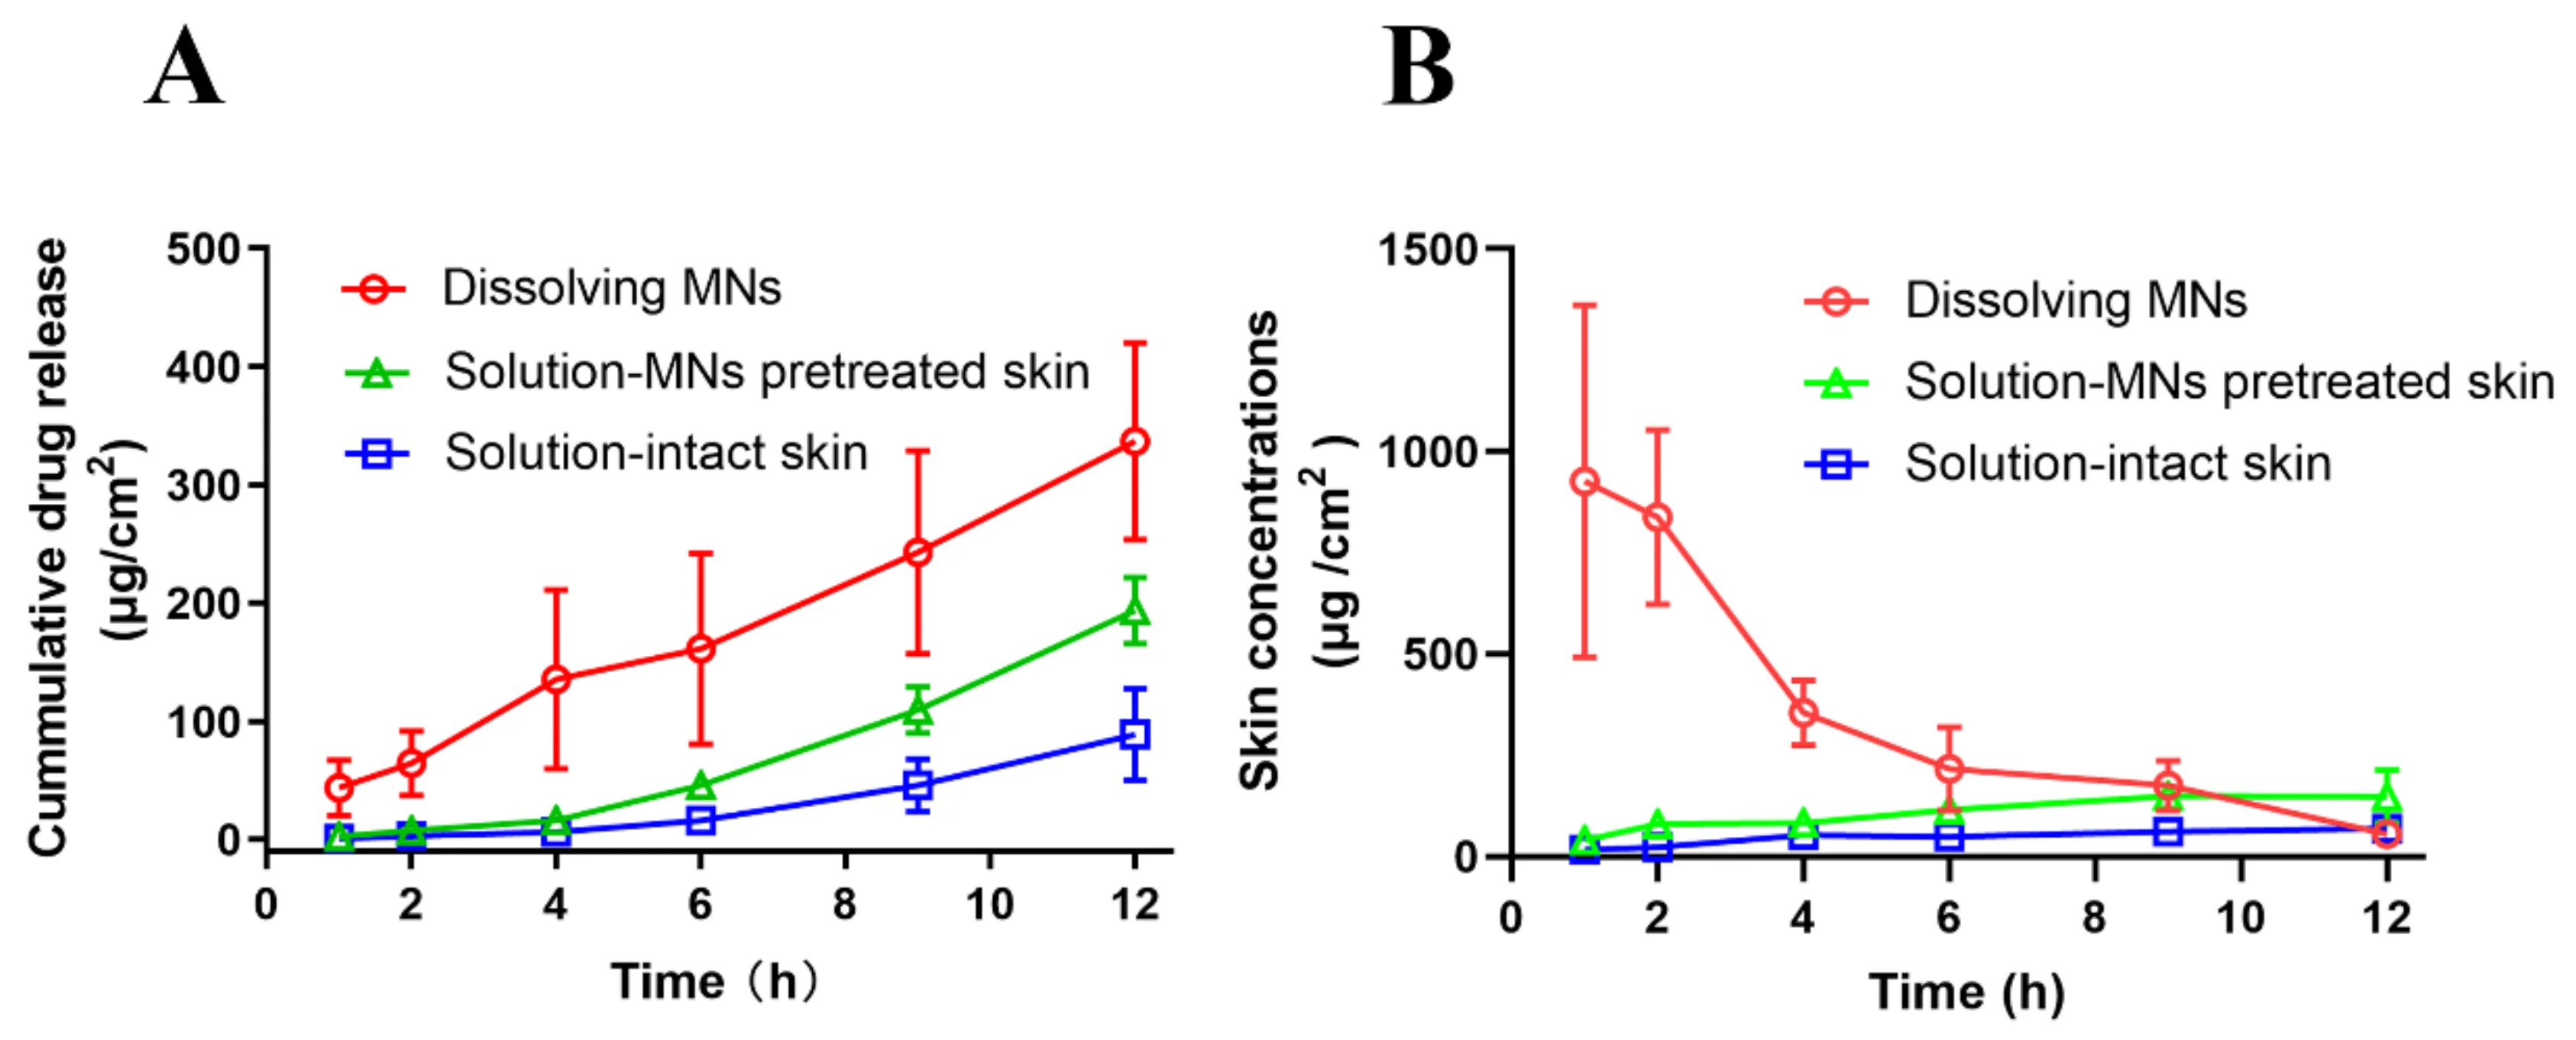 A
Cummulative drug release
(μg/cm2)
500
400
300
200
100
0
0 2 4 6 8 10 12
Time（h）
Dissolving MNs
Solution-MNs pretreated skin
Solution-intact skin
B
Skin concentrations
(μg /cm2 )
1500
1000
500
0
0 2 4 6 8 10 12
Time (h)
Dissolving MNs
Solution-MNs pretreated skin
Solution-intact skin